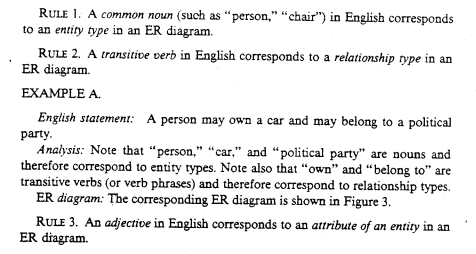 RULE 1. A common noun (such as "person," "chair") in English corresponds
to an entity type in an ER diagram.
RULE 2. A transitive verb in English corresponds to a relationship type in an
ER diagram.
EXAMPLE A.
English statement: A person may own a car and may belong to a political
party.
Analysis: Note that "person," "car," and "political party" are nouns and
therefore correspond to entity types. Note also that "own" and "belong to" are
transitive verbs (or verb phrases) and therefore correspond to relationship types.
ER diagram: The corresponding ER diagram is shown in Figure 3.
RULE 3. An adjective in English corresponds to an attribute of an entity in an
ER diagram.